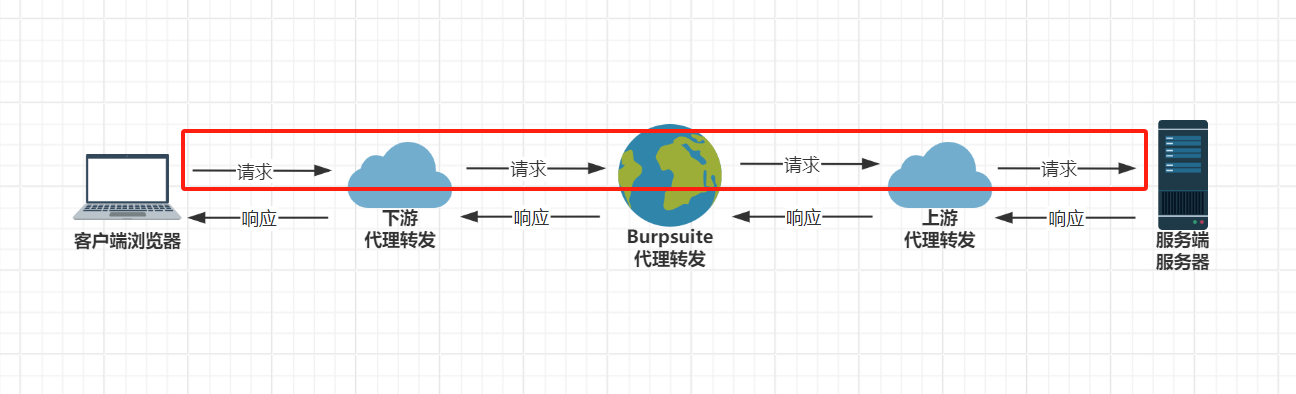 请求
请求
请求
请求
响应
响应
响应
响应
客户端浏览器
下游
代理转发
Burpsuite
代理转发
上游
代理转发
服务端
服务器